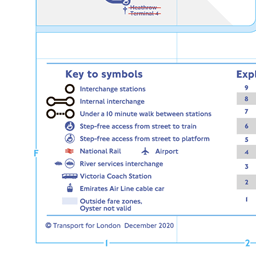 Heathrow
Terminal 4
Key to symbols
Expl
Interchange stations
9
Internal interchange
8
Under a 10 minute walk between stations
7
Step-free access from street to train
6
Step-free access from street to platform
5
National Rail
Airport
4
River services interchange
3
Victoria Coach Station
2
Emirates Air Line cable car
Outside fare zones,
Oyster not valid
1
© Transport for London December 2020
F
1
2